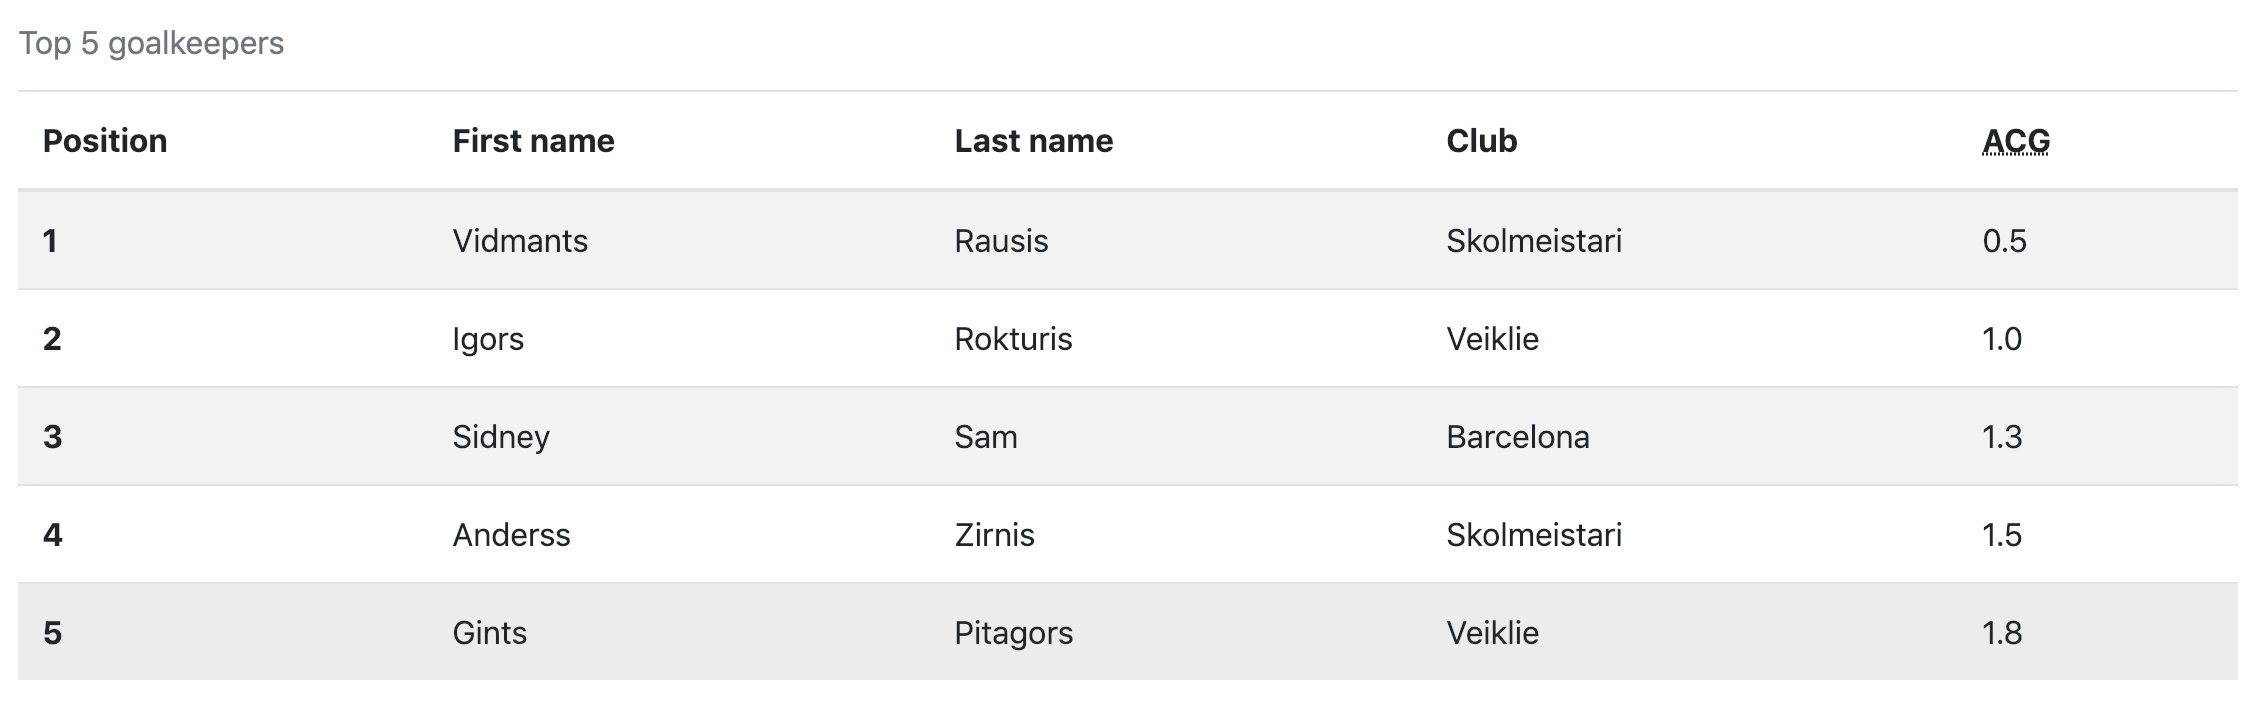 Top 5 goalkeepers
Position First name Last name Club ACG
1 Vidmants Rausis Skolmeistari 0.5
2 Igors Rokturis Veiklie 1.0
3 Sidney Sam Barcelona 1.3
4 Anderss Zirnis Skolmeistari 1.5
5 Gints Pitagors Veiklie 1.8